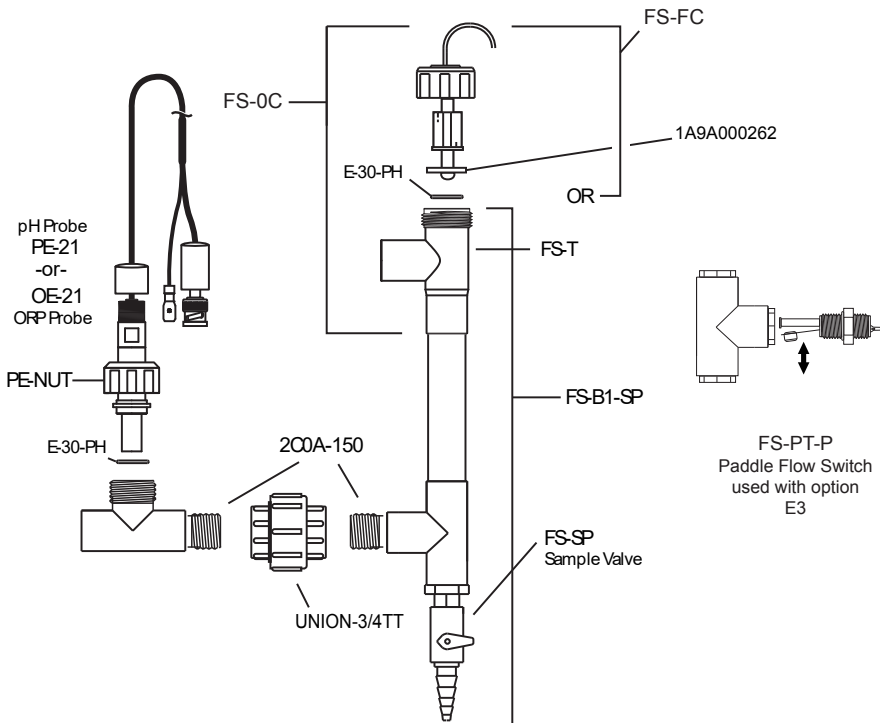 FS-FC
FS-0C
1A9A000262
E-30-PH
OR
pH Probe
PE-21
-or-
OE-21
ORP Probe
FS-T
PE-NUT
FS-B1-SP
E-30-PH
2C0A-150
FS-PT-P
Paddle Flow Switch
used with option
E3
FS-SP
Sample Valve
UNION-3/4TT